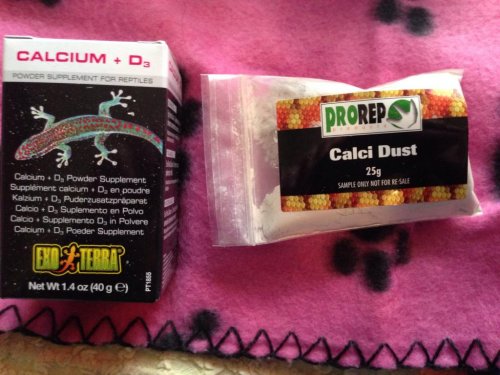 CALCIUM + D3
POWDER SUPPLEMENT FOR REPTILES
Calcium + D3 Powder Supplement
Supplément calcium + D3 en poudre
Kalzium + D3 Puderzusatzpräparat
Calcio + D3 Suplemento en Polvo
Calcio + Supplemento D3 in Polvere
Calcium + D3 Poeder Supplement
EXO TERRA
Net Wt 1.4 oz (40 g ℮)
PT1855
PROREP
Calci Dust
25g
SAMPLE ONLY NOT FOR RE-SALE